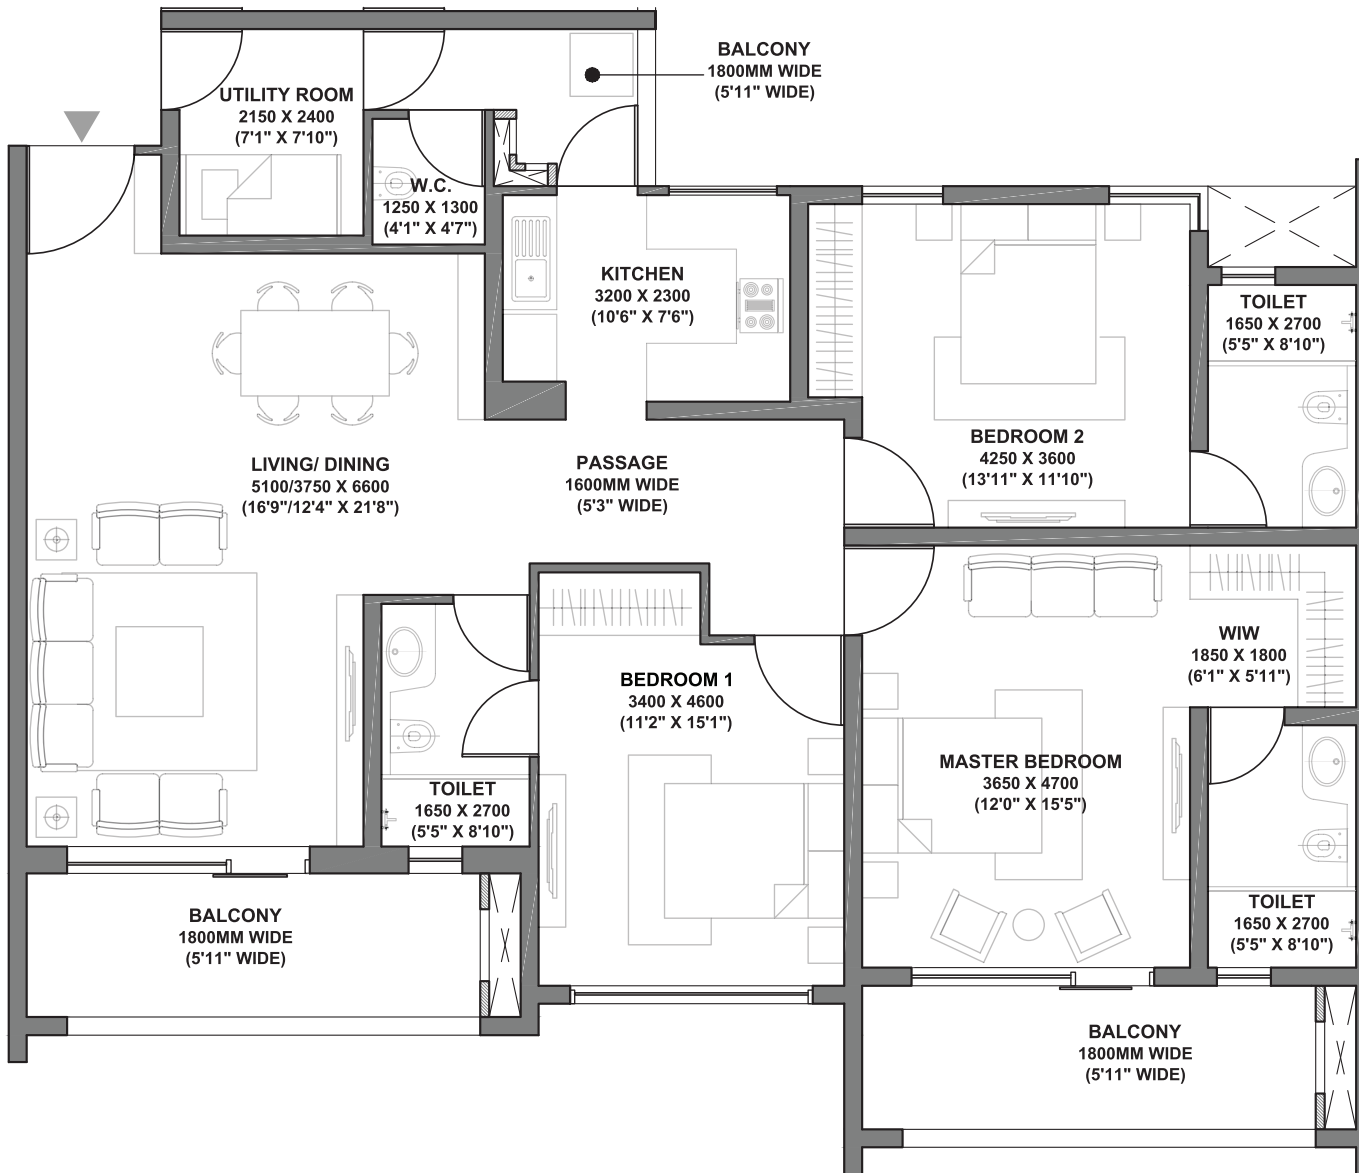 BALCONY
1800MM WIDE
(5'11" WIDE)
UTILITY ROOM
2150 X 2400
(7'1" X 7'10")
W.C.
1250 X 1300
(4'1" X 4'7")
KITCHEN
3200 X 2300
(10'6" X 7'6")
TOILET
1650 X 2700
(5'5" X 8'10")
BEDROOM 2
4250 X 3600
(13'11" X 11'10")
LIVING/ DINING
5100/3750 X 6600
(16'9"/12'4" X 21'8")
PASSAGE
1600MM WIDE
(5'3" WIDE)
WIW
1850 X 1800
(6'1" X 5'11")
BEDROOM 1
3400 X 4600
(11'2" X 15'1")
MASTER BEDROOM
3650 X 4700
(12'0" X 15'5")
TOILET
1650 X 2700
(5'5" X 8'10")
TOILET
1650 X 2700
(5'5" X 8'10")
BALCONY
1800MM WIDE
(5'11" WIDE)
BALCONY
1800MM WIDE
(5'11" WIDE)